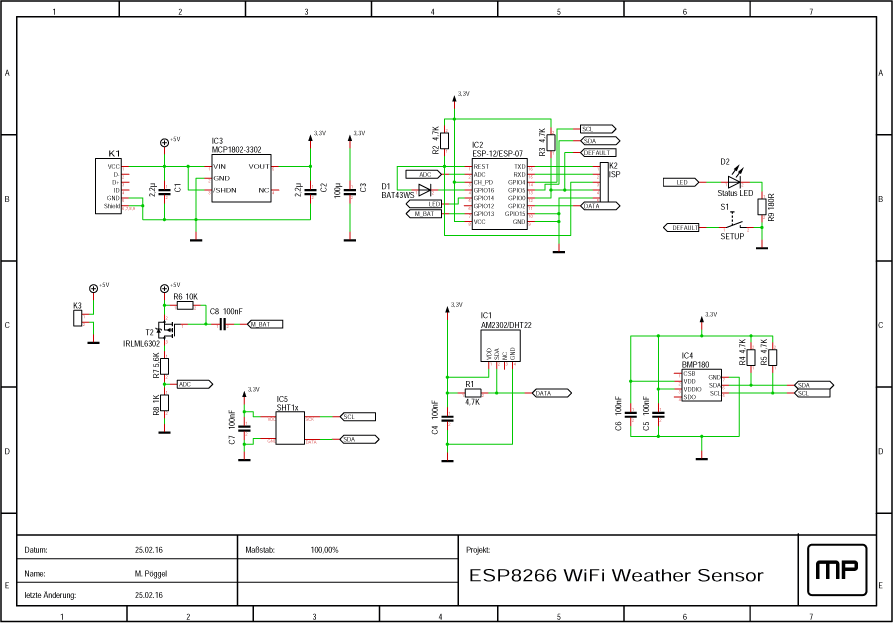 1 2 3 4 5 6 7
A
B
C
D
E
A
B
C
D
E
K1
VCC
D-
D+
ID
GND
Shield
+5V
2.2µ
C1
IC3
MCP1802-3302
VIN
GND
/SHDN
VOUT
NC
3.3V
3.3V
2.2µ
C2
100µ
C3
3.3V
R2 4,7K
IC2
ESP-12/ESP-07
REST
ADC
CH_PD
GPIO16
GPIO14
GPIO12
GPIO13
VCC
TXD
RXD
GPIO4
GPIO5
GPIO0
GPIO2
GPIO15
GND
ADC
D1
BAT43WS
LED
M_BAT
R3 4,7K
SCL
SDA
DEFAULT
K2
ISP
DATA
D2
LED
Status LED
R9 180R
S1
DEFAULT
SETUP
K3
+5V
+5V
R6 10K
C8 100nF
M_BAT
T2
IRLML6302
R7 5,6K
ADC
R8 1K
3.3V
IC5
SHT1x
C7 100nF
SCL
SDA
DATA
3.3V
IC1
AM2302/DHT22
VDD
SDA
NC
GND
R1
4,7K
DATA
C4 100nF
3.3V
IC4
BMP180
CSB
VDD
VDDIO
SDO
GND
SDA
SCL
R4 4,7K
R5 4,7K
SDA
SCL
C6 100nF
C5 100nF
Datum: 25.02.16
Maßstab: 100,00%
Projekt:
Name: M. Pöggel
ESP8266 WiFi Weather Sensor
MP
letzte Änderung: 25.02.16
1 2 3 4 5 6 7